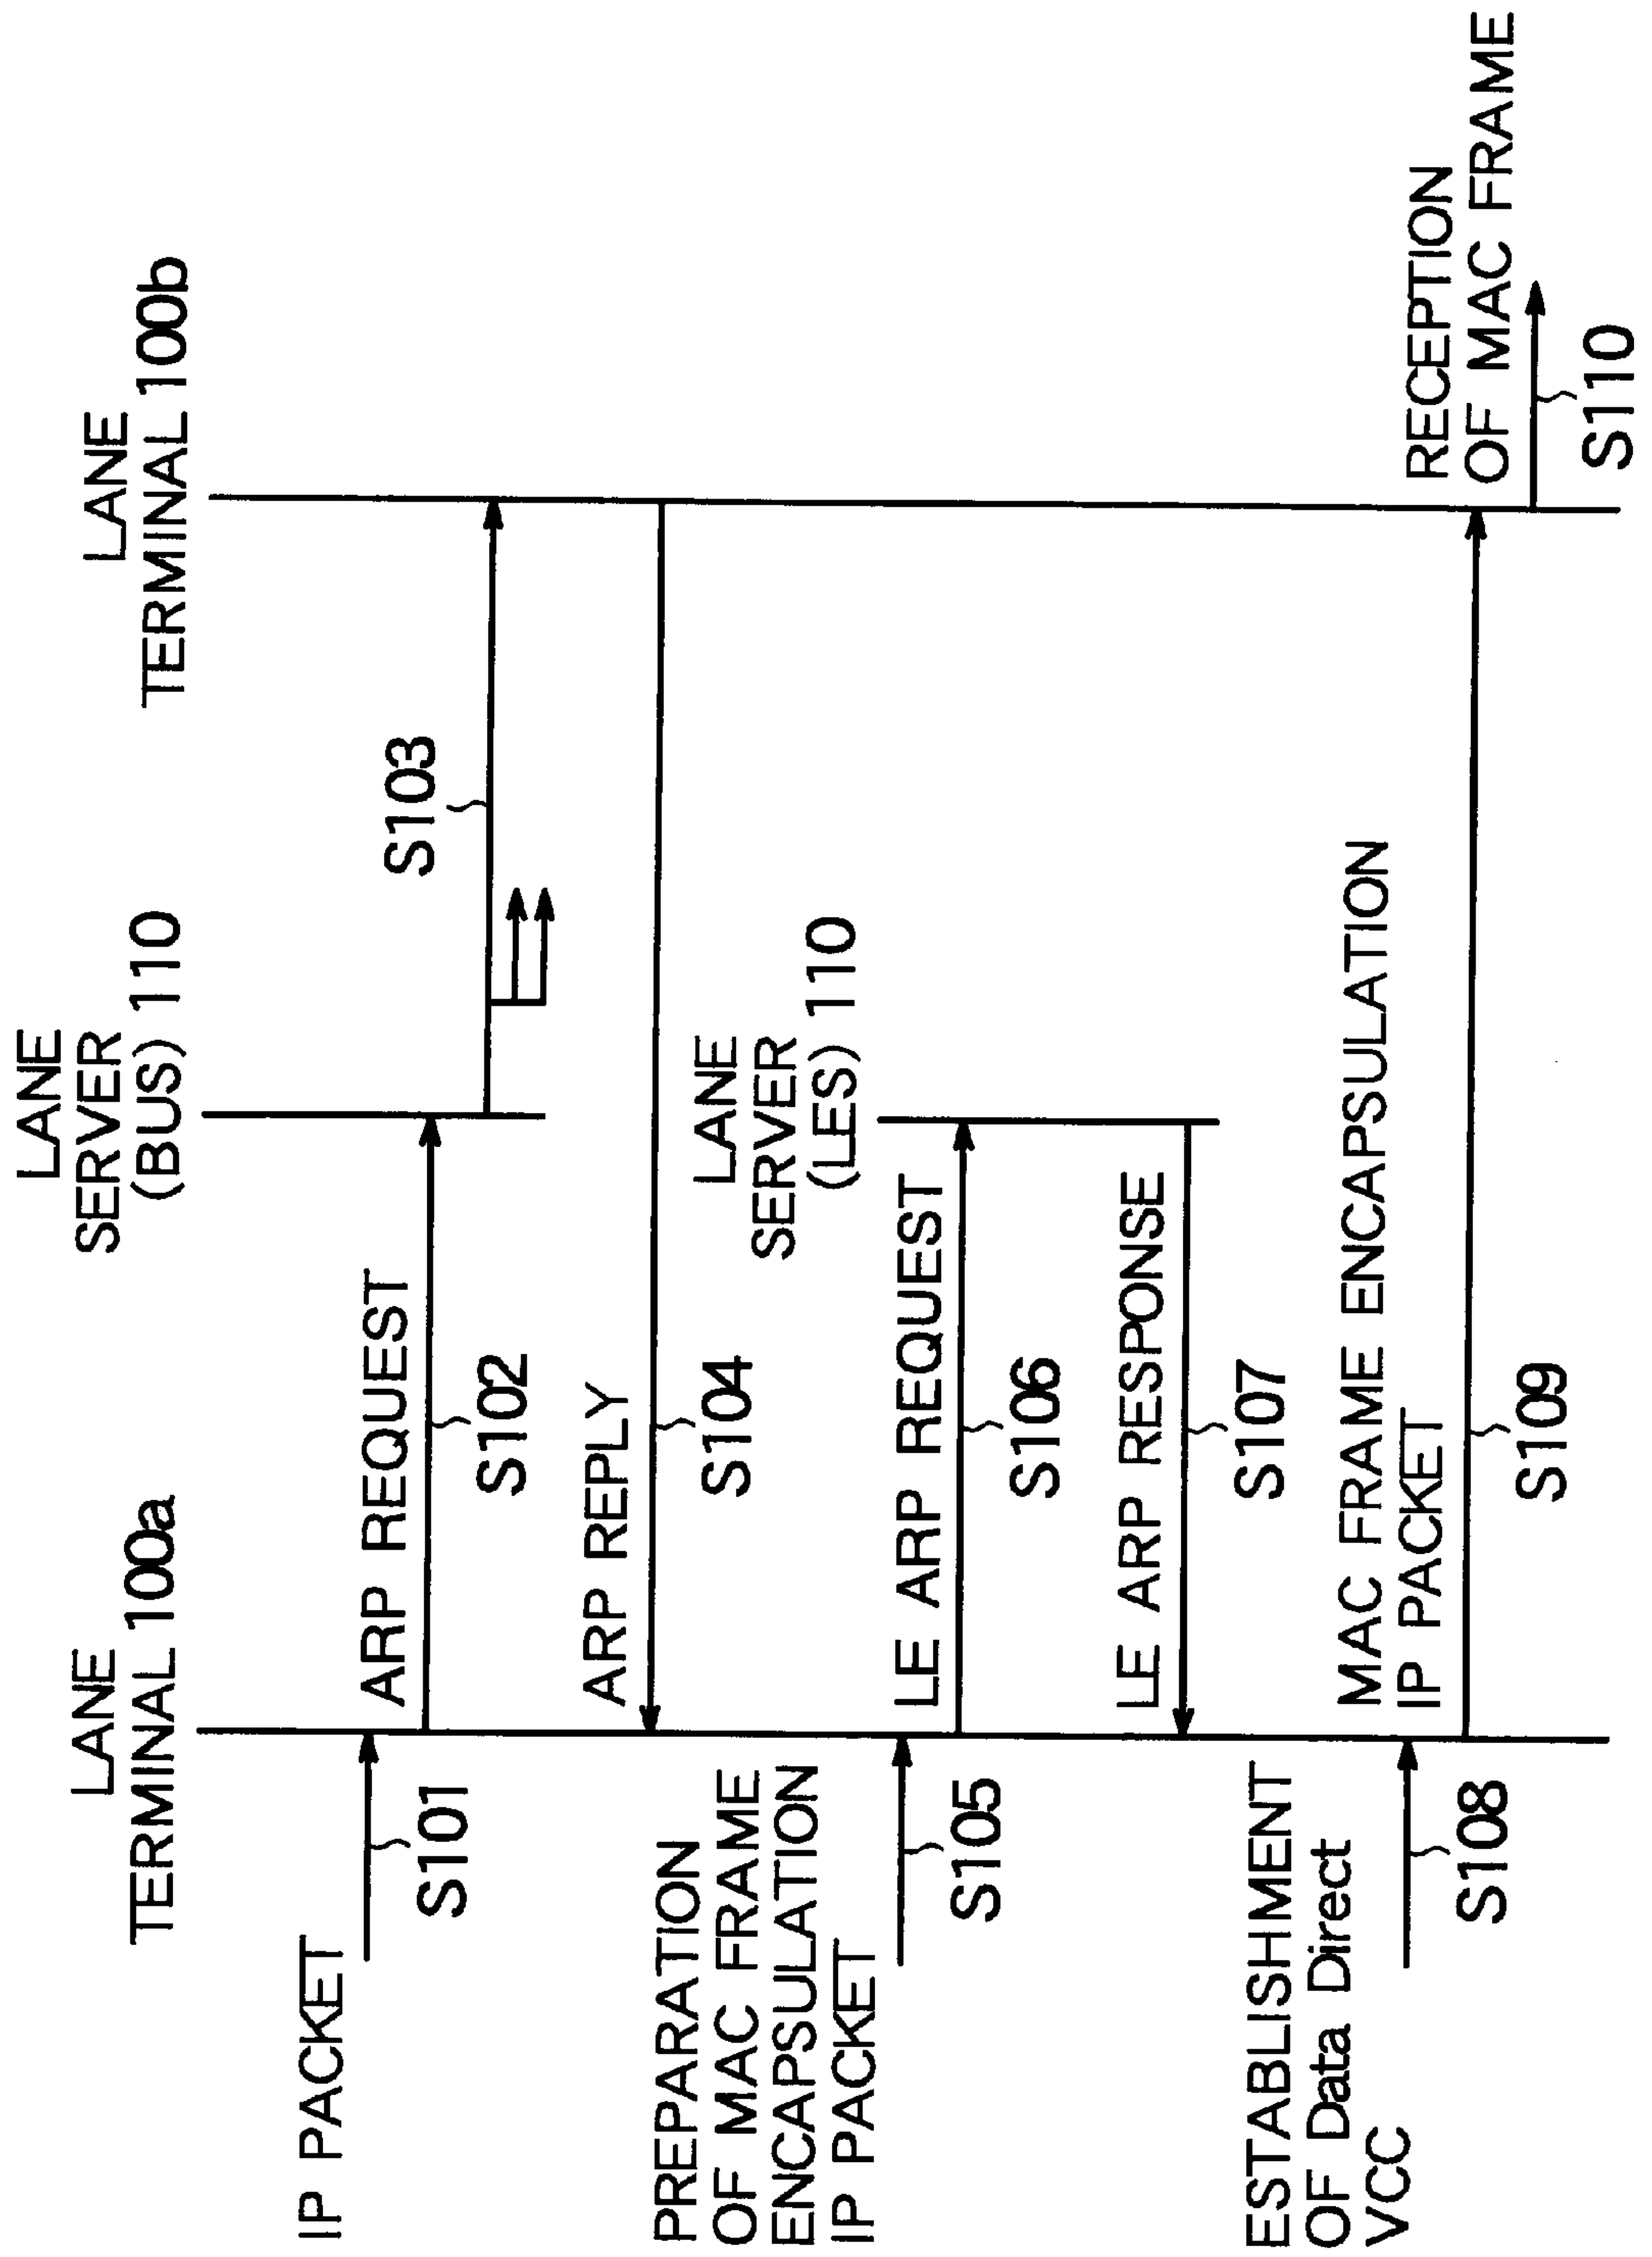 LANE
TERMINAL 100a
LANE
SERVER
(BUS) 110
LANE
TERMINAL 100b
IP PACKET
S101
ARP REQUEST
S102
S103
ARP REPLY
S104
PREPARATION
OF MAC FRAME
ENCAPSULATION
IP PACKET
S105
LANE
SERVER
(LES) 110
LE ARP REQUEST
S106
LE ARP RESPONSE
S107
ESTABLISHMENT
OF Data Direct
VCC
S108
MAC FRAME ENCAPSULATION
IP PACKET
S109
RECEPTION
OF MAC FRAME
S110